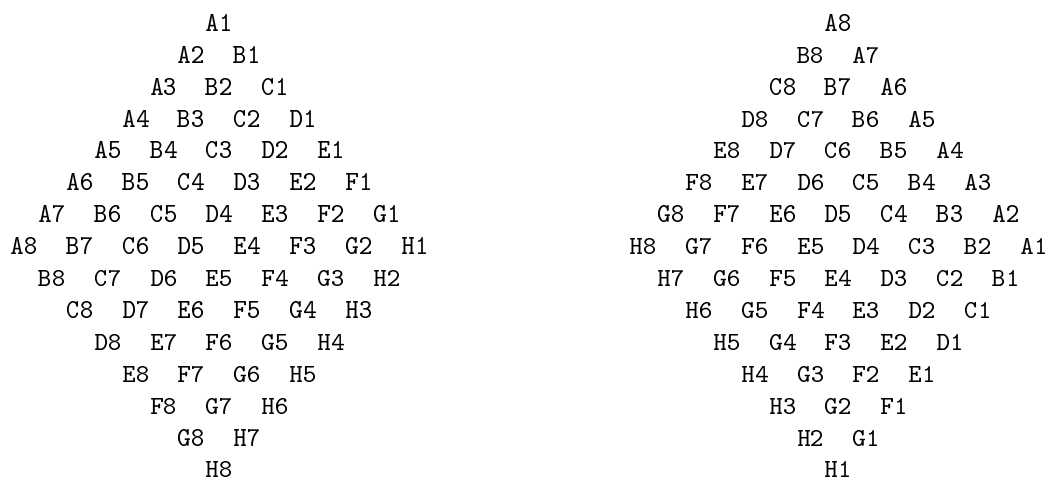 A1 A8
A2 B1 B8 A7
A3 B2 C1 C8 B7 A6
A4 B3 C2 D1 D8 C7 B6 A5
A5 B4 C3 D2 E1 E8 D7 C6 B5 A4
A6 B5 C4 D3 E2 F1 F8 E7 D6 C5 B4 A3
A7 B6 C5 D4 E3 F2 G1 G8 F7 E6 D5 C4 B3 A2
A8 B7 C6 D5 E4 F3 G2 H1 H8 G7 F6 E5 D4 C3 B2 A1
B8 C7 D6 E5 F4 G3 H2 H7 G6 F5 E4 D3 C2 B1
C8 D7 E6 F5 G4 H3 H6 G5 F4 E3 D2 C1
D8 E7 F6 G5 H4 H5 G4 F3 E2 D1
E8 F7 G6 H5 H4 G3 F2 E1
F8 G7 H6 H3 G2 F1
G8 H7 H2 G1
H8 H1